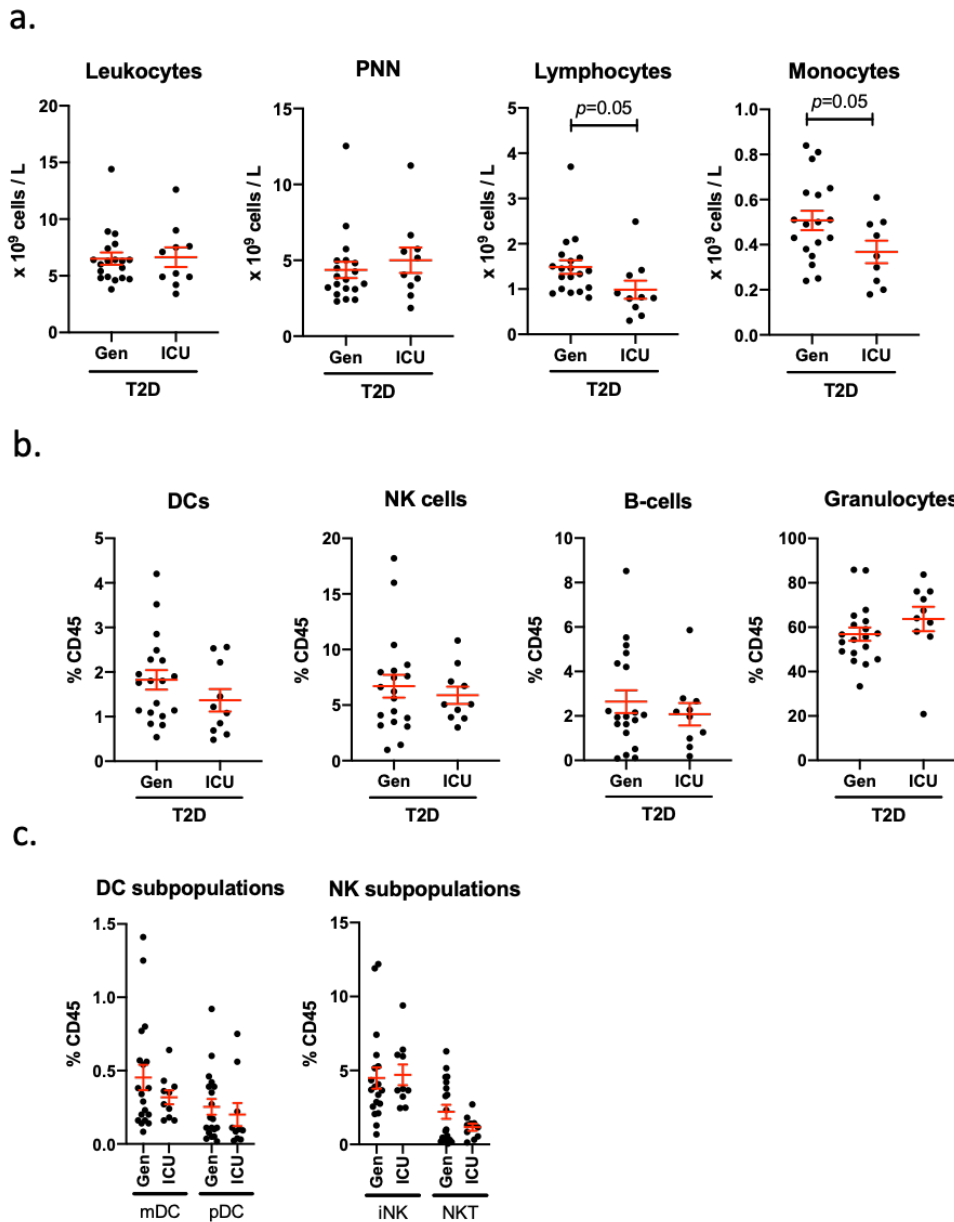 a.
Leukocytes
x 10⁹ cells / L
20
15
10
5
0
Gen ICU
T2D
PNN
x 10⁹ cells / L
15
10
5
0
Gen ICU
T2D
Lymphocytes
p=0.05
x 10⁹ cells / L
5
4
3
2
1
0
Gen ICU
T2D
Monocytes
p=0.05
x 10⁹ cells / L
1.0
0.8
0.6
0.4
0.2
0.0
Gen ICU
T2D
b.
DCs
% CD45
5
4
3
2
1
0
Gen ICU
T2D
NK cells
% CD45
20
15
10
5
0
Gen ICU
T2D
B-cells
% CD45
10
8
6
4
2
0
Gen ICU
T2D
Granulocytes
% CD45
100
80
60
40
20
0
Gen ICU
T2D
c.
DC subpopulations
% CD45
1.5
1.0
0.5
0.0
Gen ICU Gen ICU
mDC pDC
NK subpopulations
% CD45
15
10
5
0
Gen ICU Gen ICU
iNK NKT